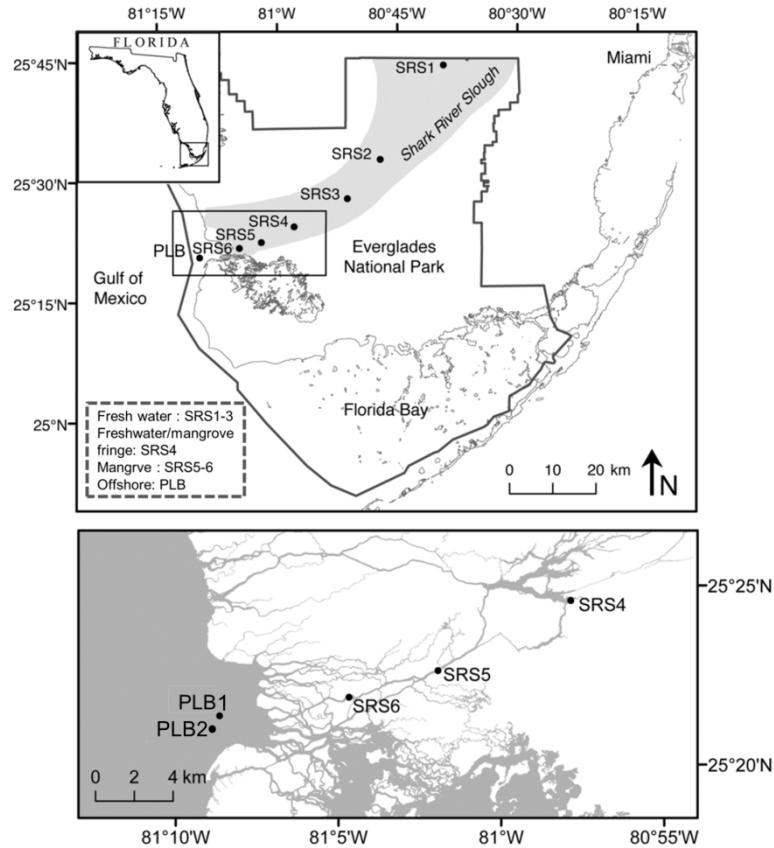 81°15'W 81°W 80°45'W 80°30'W 80°15'W
FLORIDA
25°45'N
25°30'N
25°15'N
25°N
Miami
SRS1
Shark River Slough
SRS2
SRS3
SRS4
SRS5
SRS6
PLB
Everglades
National Park
Gulf of
Mexico
Florida Bay
Fresh water : SRS1-3
Freshwater/mangrove
fringe: SRS4
Mangrve : SRS5-6
Offshore: PLB
0 10 20 km
N
25°25'N
SRS4
SRS5
SRS6
PLB1
PLB2
25°20'N
0 2 4 km
81°10'W 81°5'W 81°W 80°55'W